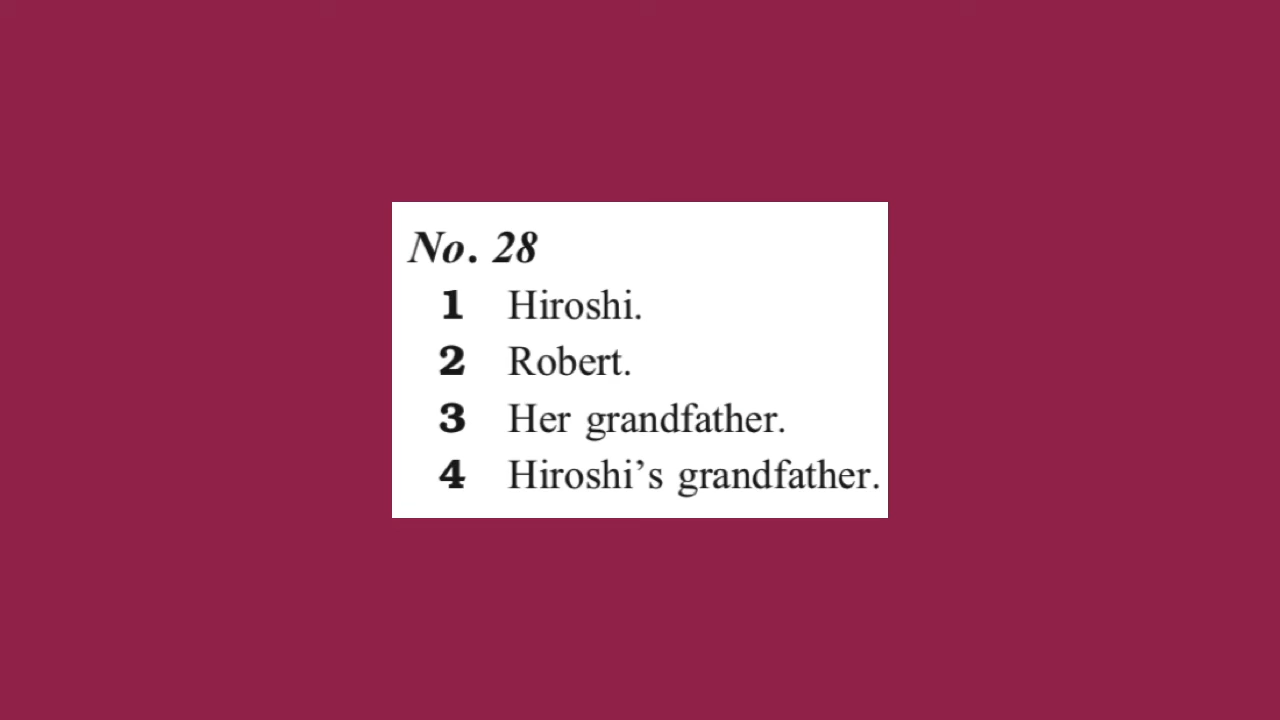 No. 28
1 Hiroshi.
2 Robert.
3 Her grandfather.
4 Hiroshi’s grandfather.